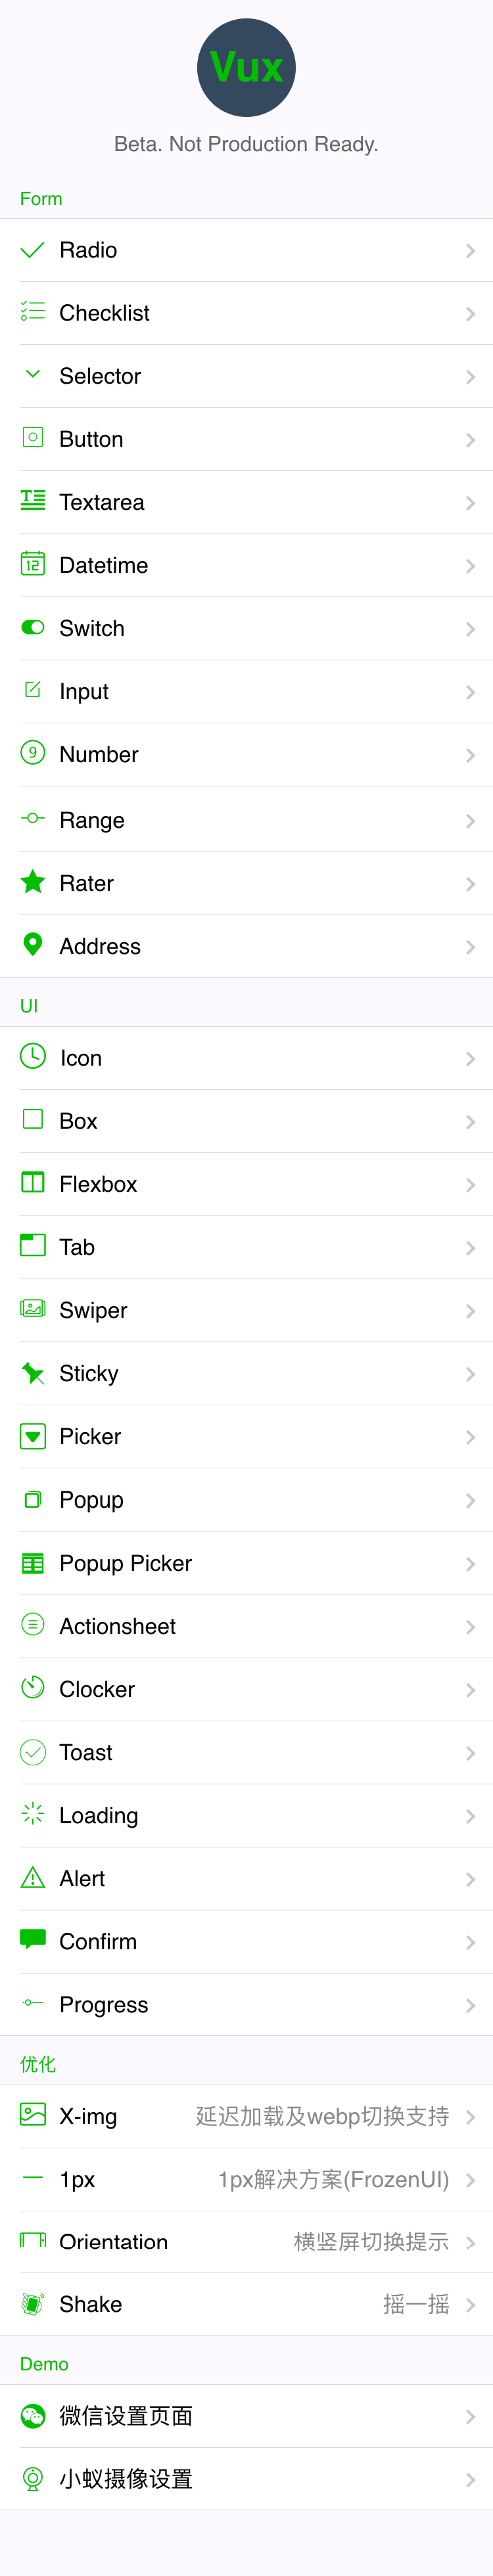 Vux
Beta. Not Production Ready.
Form
Radio
Checklist
Selector
Button
Textarea
12 Datetime
Switch
Input
9 Number
Range
Rater
Address
UI
Icon
Box
Flexbox
Tab
Swiper
Sticky
Picker
Popup
Popup Picker
Actionsheet
Clocker
Toast
Loading
Alert
Confirm
Progress
优化
X-img 延迟加载及webp切换支持
1px 1px解决方案(FrozenUI)
Orientation 横竖屏切换提示
Shake 摇一摇
Demo
微信设置页面
小蚁摄像设置